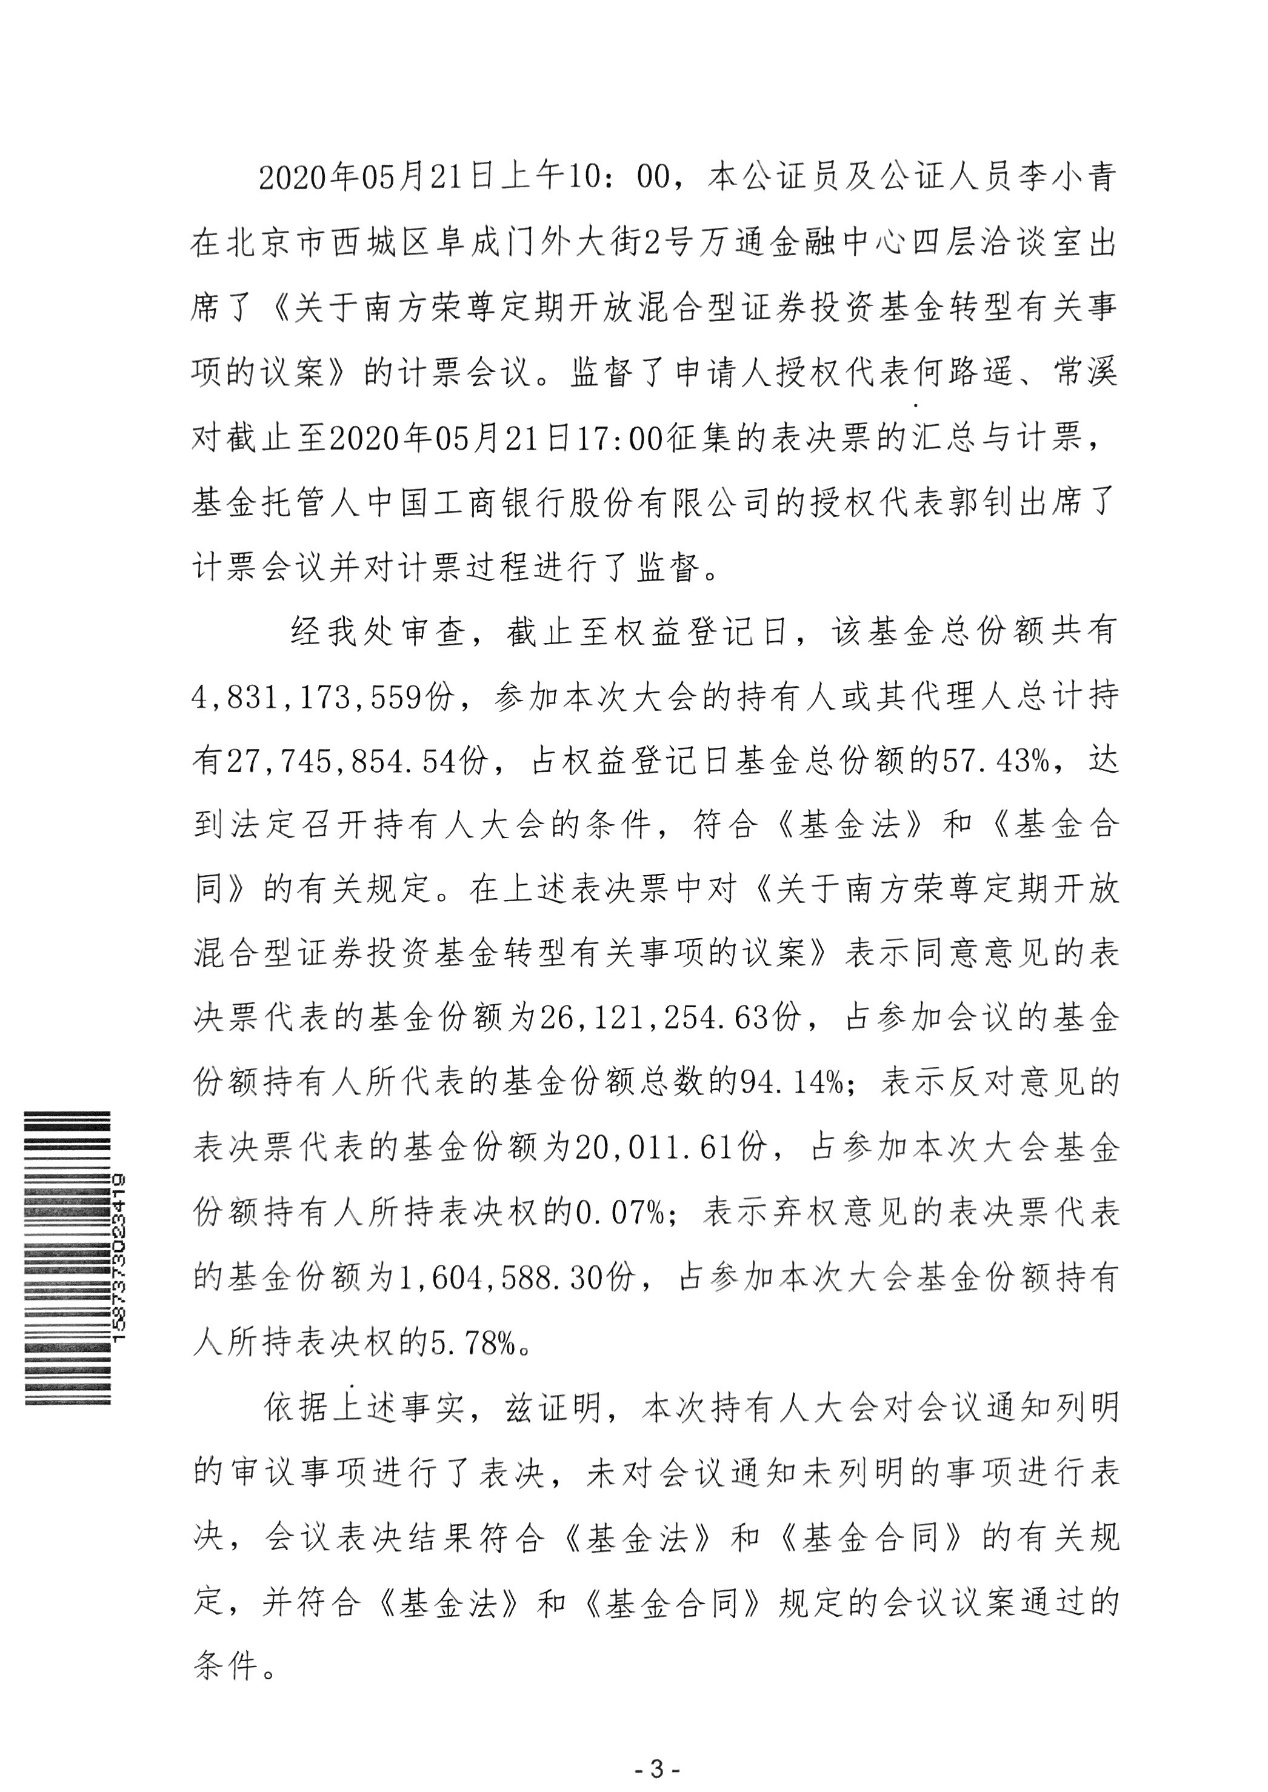 2020年05月21日上午10：00，本公证员及公证人员李小青
在北京市西城区阜成门外大街2号万通金融中心四层洽谈室出
席了《关于南方荣尊定期开放混合型证券投资基金转型有关事
项的议案》的计票会议。监督了申请人授权代表何路遥、常溪
对截止至2020年05月21日17:00征集的表决票的汇总与计票，
基金托管人中国工商银行股份有限公司的授权代表郭钊出席了
计票会议并对计票过程进行了监督。
经我处审查，截止至权益登记日，该基金总份额共有
4,831,173,559份，参加本次大会的持有人或其代理人总计持
有27,745,854.54份，占权益登记日基金总份额的57.43%，达
到法定召开持有人大会的条件，符合《基金法》和《基金合
同》的有关规定。在上述表决票中对《关于南方荣尊定期开放
混合型证券投资基金转型有关事项的议案》表示同意意见的表
决票代表的基金份额为26,121,254.63份，占参加会议的基金
份额持有人所代表的基金份额总数的94.14%；表示反对意见的
表决票代表的基金份额为20,011.61份，占参加本次大会基金
份额持有人所持表决权的0.07%；表示弃权意见的表决票代表
的基金份额为1,604,588.30份，占参加本次大会基金份额持有
人所持表决权的5.78%。
依据上述事实，兹证明，本次持有人大会对会议通知列明
的审议事项进行了表决，未对会议通知未列明的事项进行表
决，会议表决结果符合《基金法》和《基金合同》的有关规
定，并符合《基金法》和《基金合同》规定的会议议案通过的
条件。
1587373023419
- 3 -